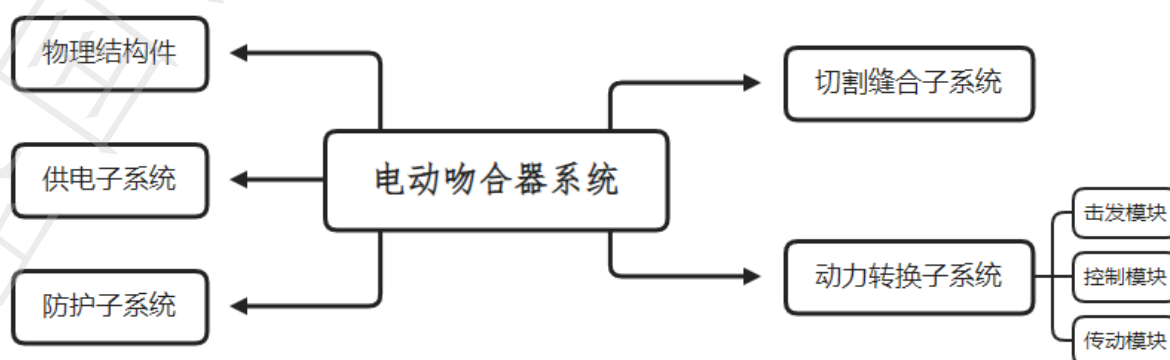 物理结构件
供电子系统
防护子系统
电动吻合器系统
切割缝合子系统
动力转换子系统
击发模块
控制模块
传动模块